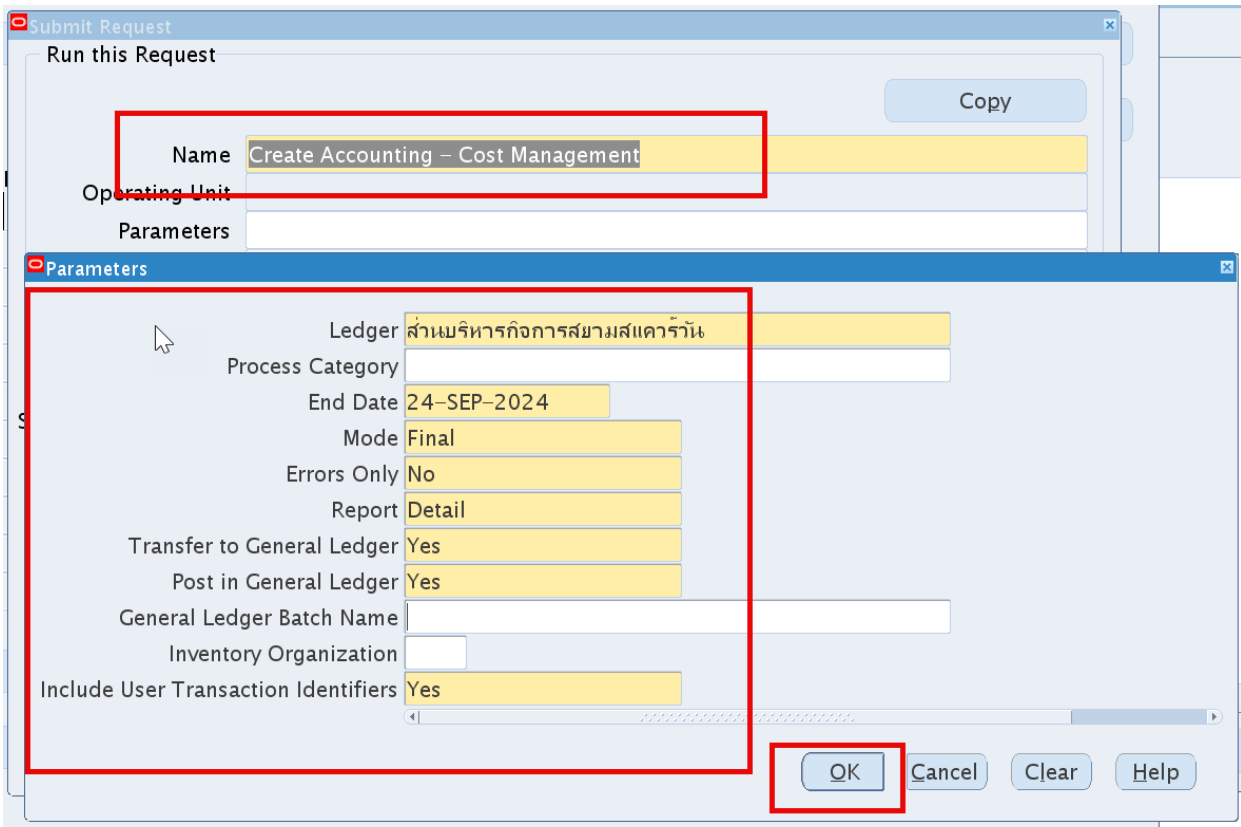 Submit Request
Run this Request
Copy
Name Create Accounting – Cost Management
Operating Unit
Parameters
Parameters
Ledger ส่วนบริหารกิจการสยามสแควร์วัน
Process Category
End Date 24–SEP–2024
Mode Final
Errors Only No
Report Detail
Transfer to General Ledger Yes
Post in General Ledger Yes
General Ledger Batch Name
Inventory Organization
Include User Transaction Identifiers Yes
OK Cancel Clear Help